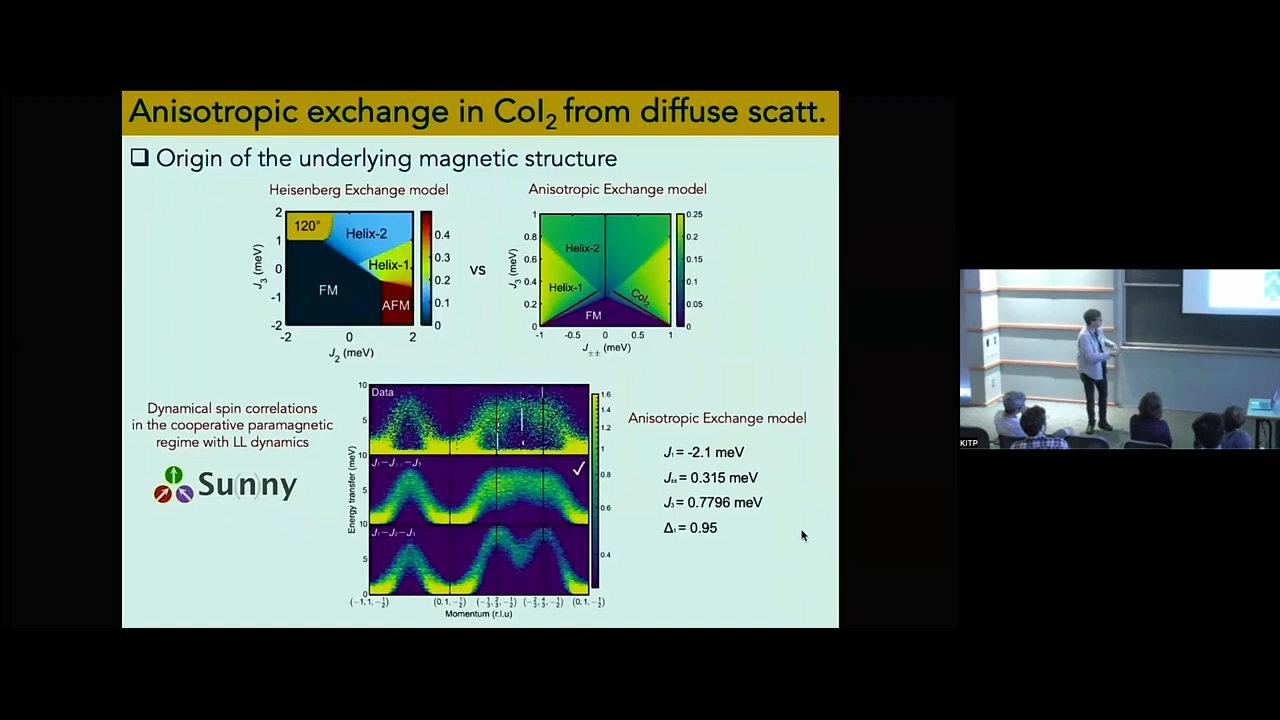 Anisotropic exchange in CoI₂ from diffuse scatt.
❑ Origin of the underlying magnetic structure
Heisenberg Exchange model
Anisotropic Exchange model
2
1
0
-1
-2
J₃ (meV)
120°
Helix-2
Helix-1
FM
AFM
-2
0
2
J₂ (meV)
0.4
0.3
0.2
0.1
0
vs
1
0.8
0.6
0.4
0.2
0
J₃ (meV)
Helix-2
Helix-1
CoI₂
FM
-1
-0.5
0
0.5
1
J±± (meV)
0.25
0.2
0.15
0.1
0.05
0
Dynamical spin correlations
in the cooperative paramagnetic
regime with LL dynamics
Su(n)ny
Energy transfer (meV)
10
5
10
5
10
5
0
Data
J₁–J±±–J₃
✓
J₁–J₂–J₃
1.6
1.4
1.2
1
0.8
0.6
0.4
(-1,1,-½)
(0,1,-½)
(-⅓,⅔,-½)
(-⅔,4/3,-½)
(0,1,-½)
Momentum (r.l.u)
Anisotropic Exchange model
J₁= -2.1 meV
J±±= 0.315 meV
J₃= 0.7796 meV
Δ₁= 0.95
KITP